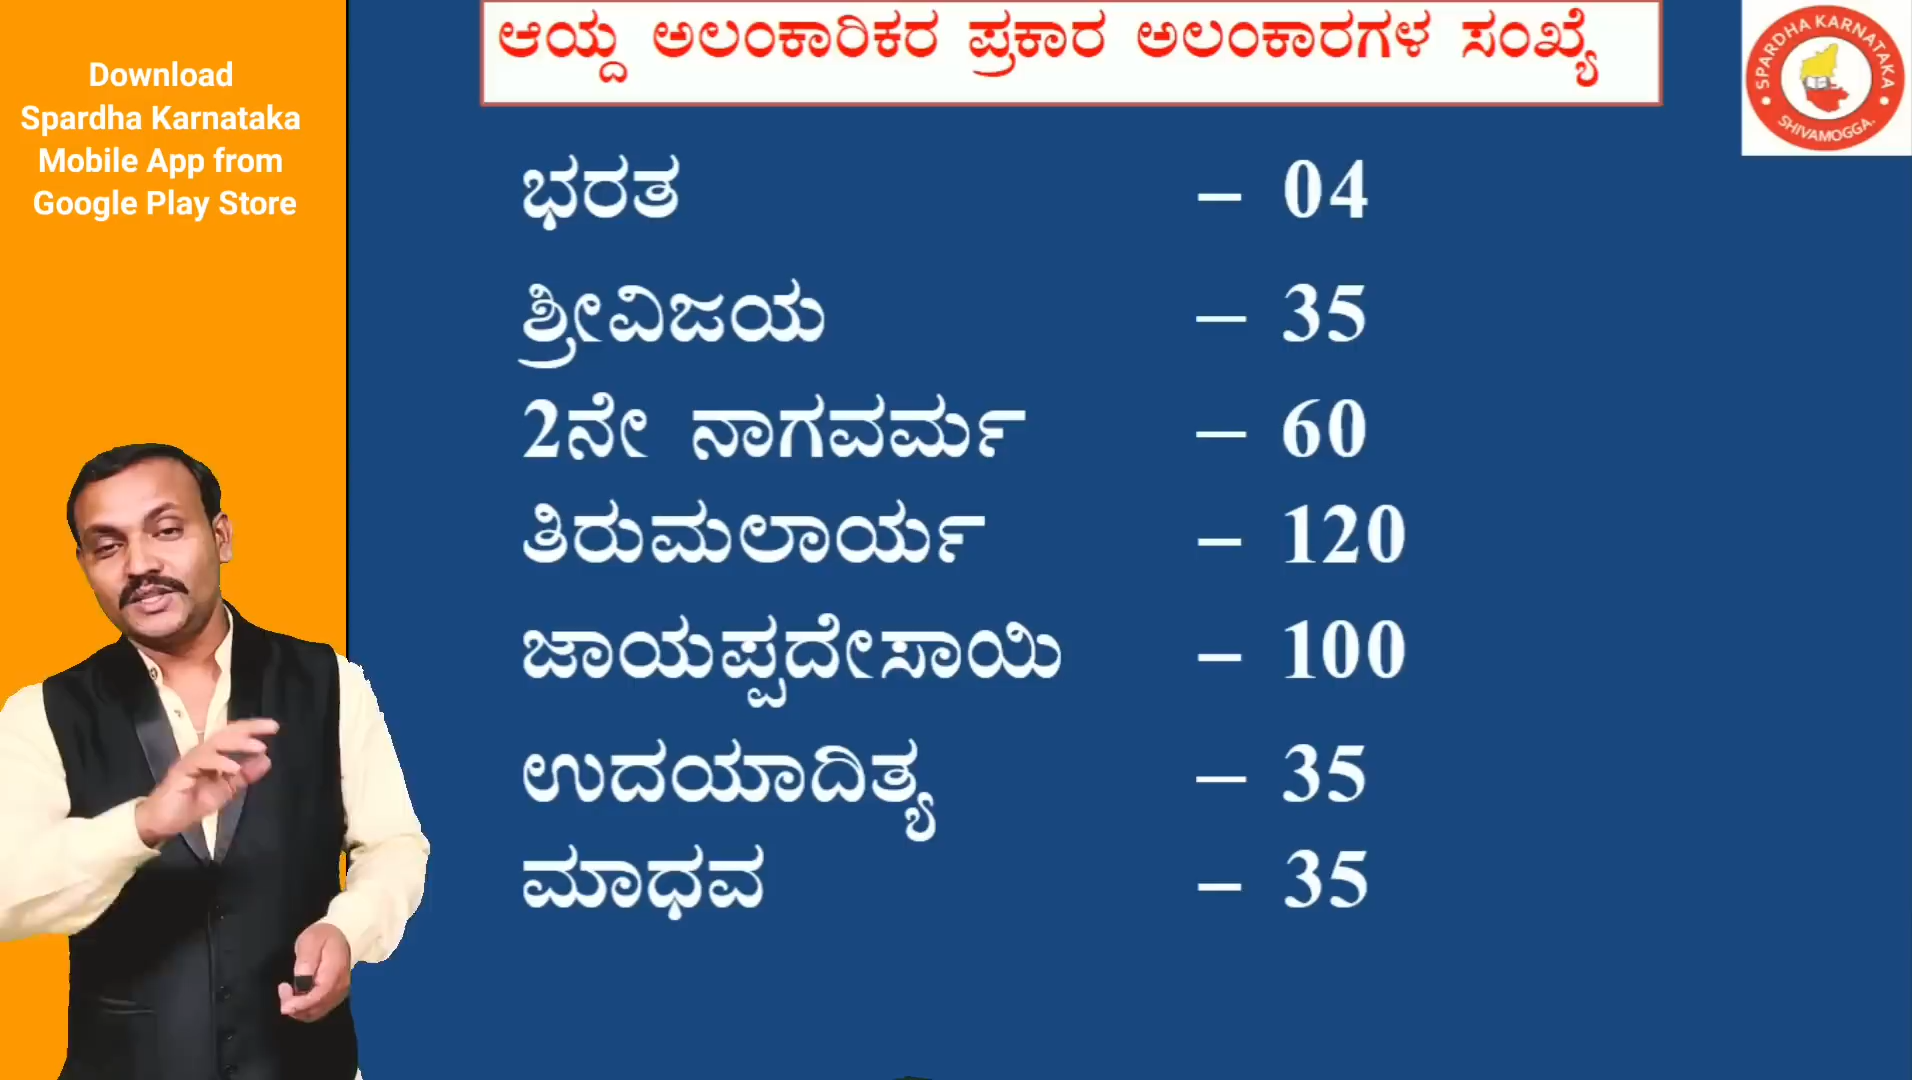 Download
Spardha Karnataka
Mobile App from
Google Play Store
ಆಯ್ದ ಅಲಂಕಾರಿಕರ ಪ್ರಕಾರ ಅಲಂಕಾರಗಳ ಸಂಖ್ಯೆ
SPARDHA KARNATAKA
SHIVAMOGGA.
ಭರತ – 04
ಶ್ರೀವಿಜಯ – 35
2ನೇ ನಾಗವರ್ಮ – 60
ತಿರುಮಲಾರ್ಯ – 120
ಜಾಯಪ್ಪದೇಸಾಯಿ – 100
ಉದಯಾದಿತ್ಯ – 35
ಮಾಧವ – 35